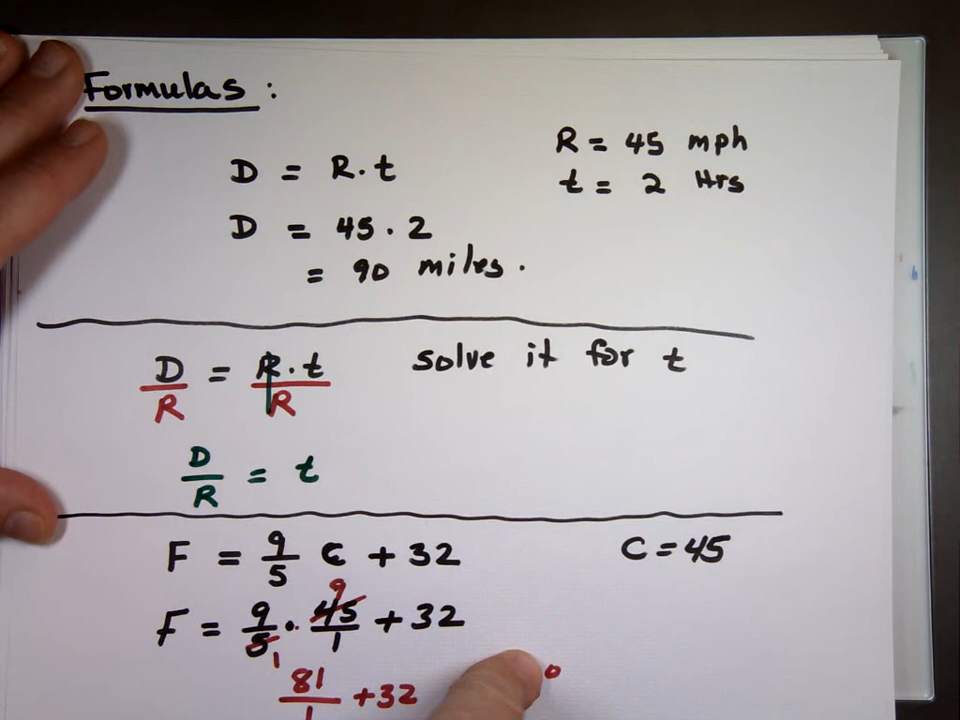 Formulas :
D = R·t
R = 45 mph
t = 2 Hrs
D = 45 · 2
= 90 miles.
D/R = R·t/R solve it for t
D/R = t
F = 9/5 C + 32 C = 45
F = 9/5 · 45/1 + 32
9
1
81/1 + 32